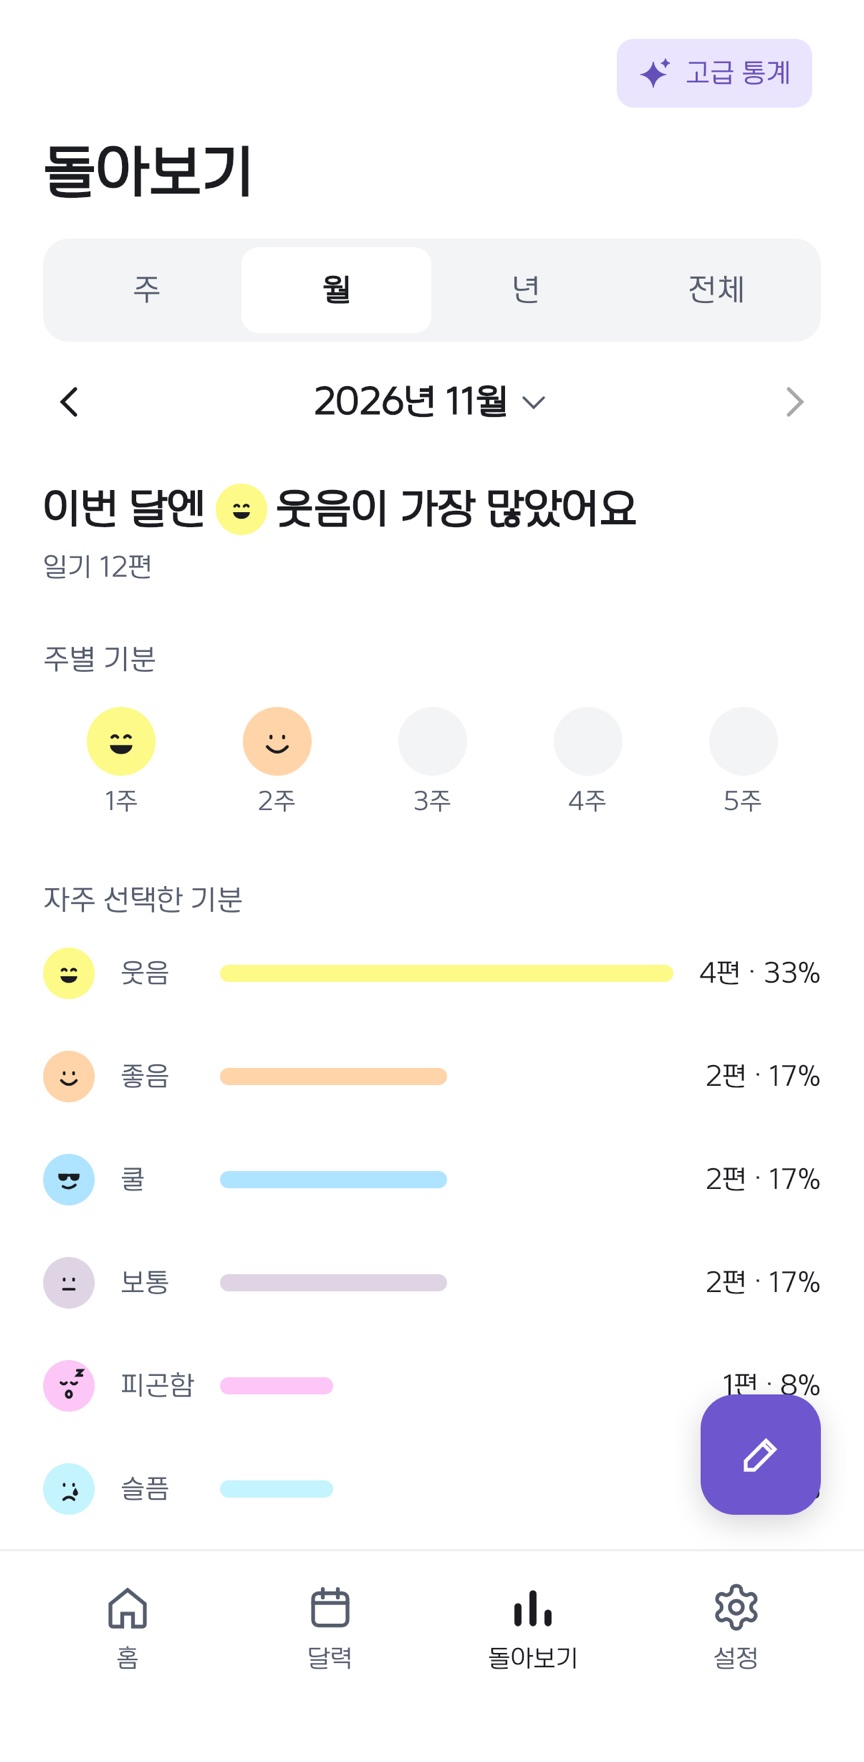 고급 통계
돌아보기
주 월 년 전체
2026년 11월
이번 달엔 웃음이 가장 많았어요
일기 12편
주별 기분
1주 2주 3주 4주 5주
자주 선택한 기분
웃음 4편 · 33%
좋음 2편 · 17%
쿨 2편 · 17%
보통 2편 · 17%
피곤함 1편 · 8%
슬픔
홈 달력 돌아보기 설정